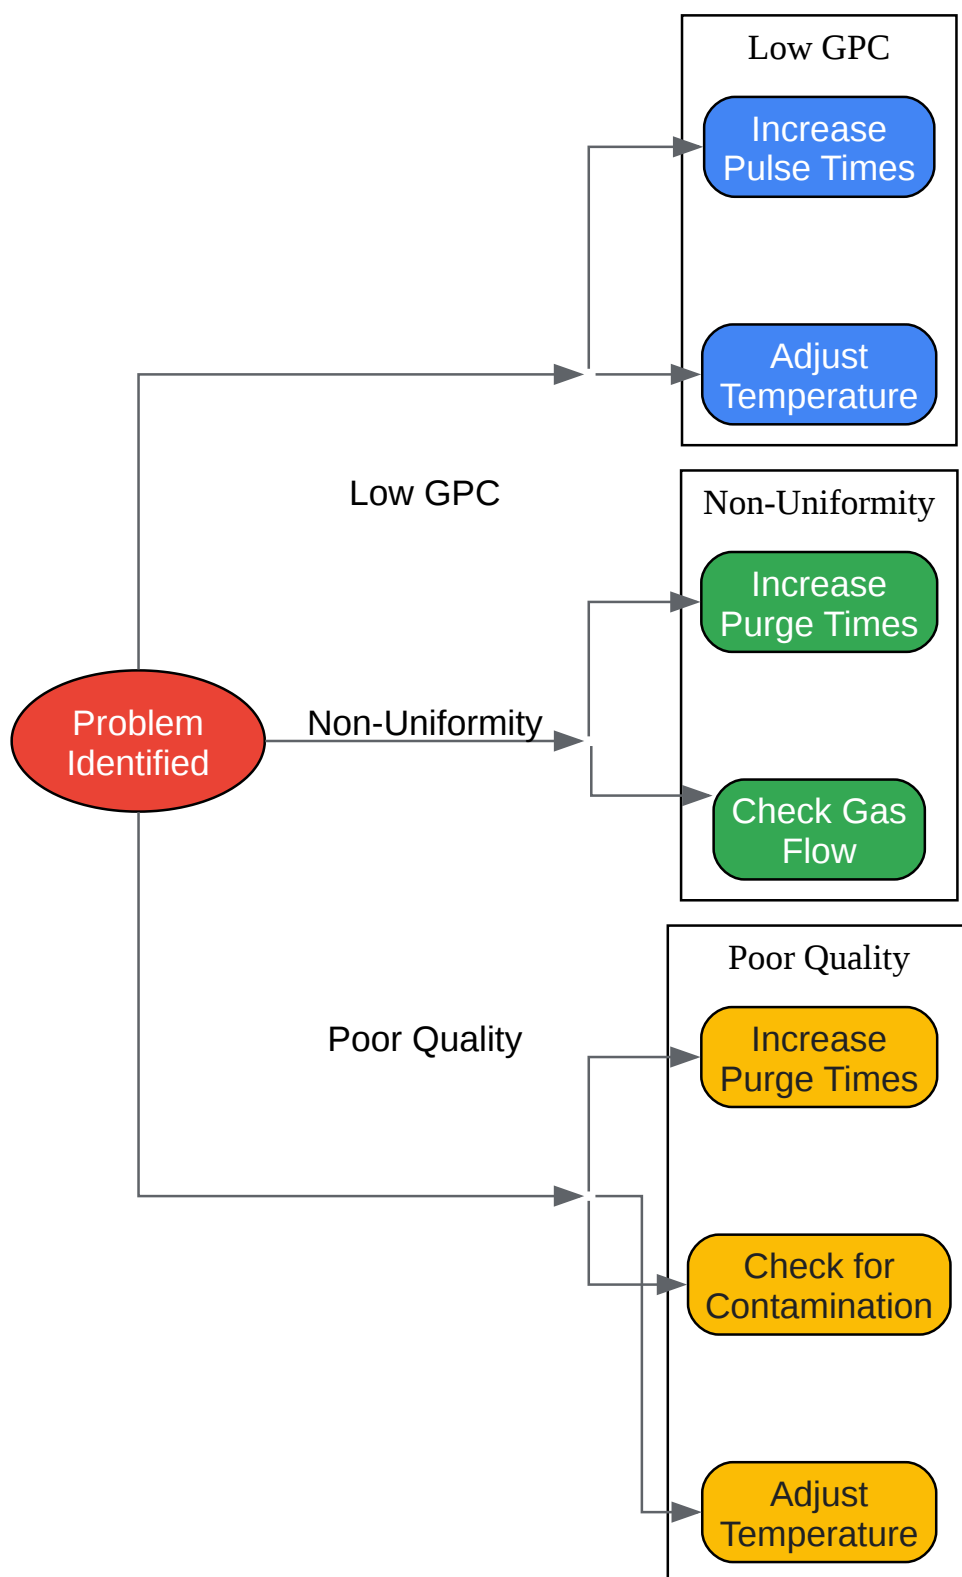 Low GPC
Increase
Pulse Times
Adjust
Temperature
Low GPC
Non-Uniformity
Increase
Purge Times
Problem
Identified
Non-Uniformity
Check Gas
Flow
Poor Quality
Poor Quality
Increase
Purge Times
Check for
Contamination
Adjust
Temperature